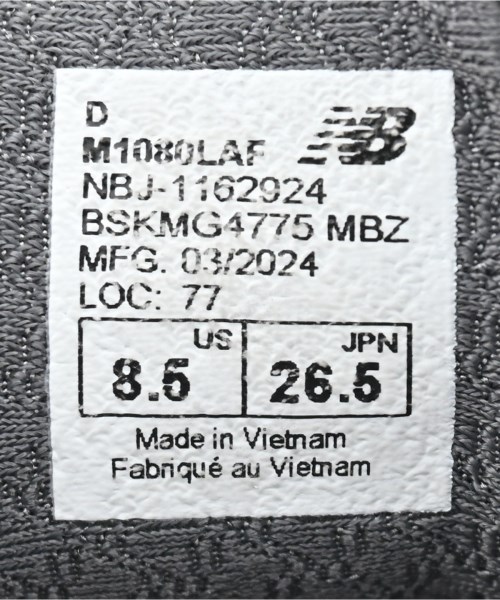 D
NB
M1080LAF
NBJ-1162924
BSKMG4775 MBZ
MFG. 03/2024
LOC: 77
US JPN
8.5 26.5
Made in Vietnam
Fabriqué au Vietnam